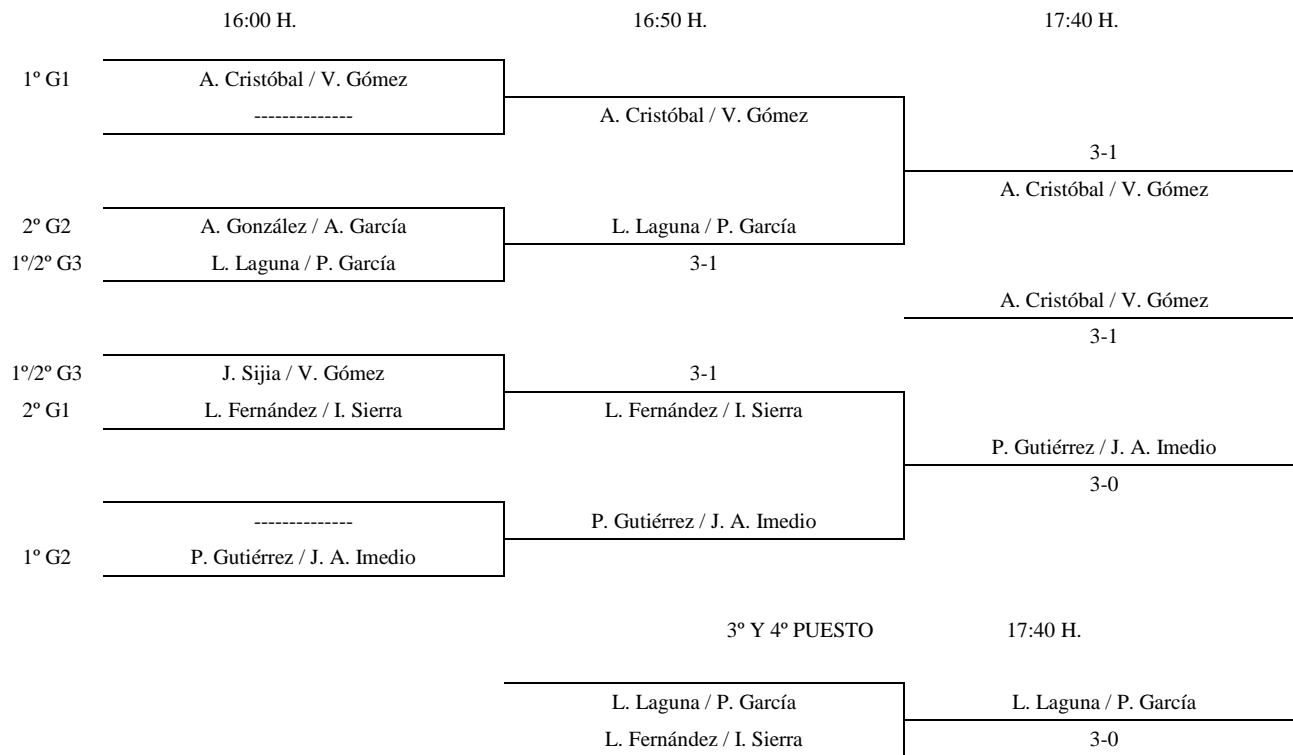 16:00 H. 16:50 H. 17:40 H.
1º G1 A. Cristóbal / V. Gómez
-------------- A. Cristóbal / V. Gómez
3-1
A. Cristóbal / V. Gómez
2º G2 A. González / A. García L. Laguna / P. García
1º/2º G3 L. Laguna / P. García 3-1
A. Cristóbal / V. Gómez
3-1
1º/2º G3 J. Sijia / V. Gómez 3-1
2º G1 L. Fernández / I. Sierra L. Fernández / I. Sierra
P. Gutiérrez / J. A. Imedio
3-0
-------------- P. Gutiérrez / J. A. Imedio
1º G2 P. Gutiérrez / J. A. Imedio
3º Y 4º PUESTO 17:40 H.
L. Laguna / P. García L. Laguna / P. García
L. Fernández / I. Sierra 3-0